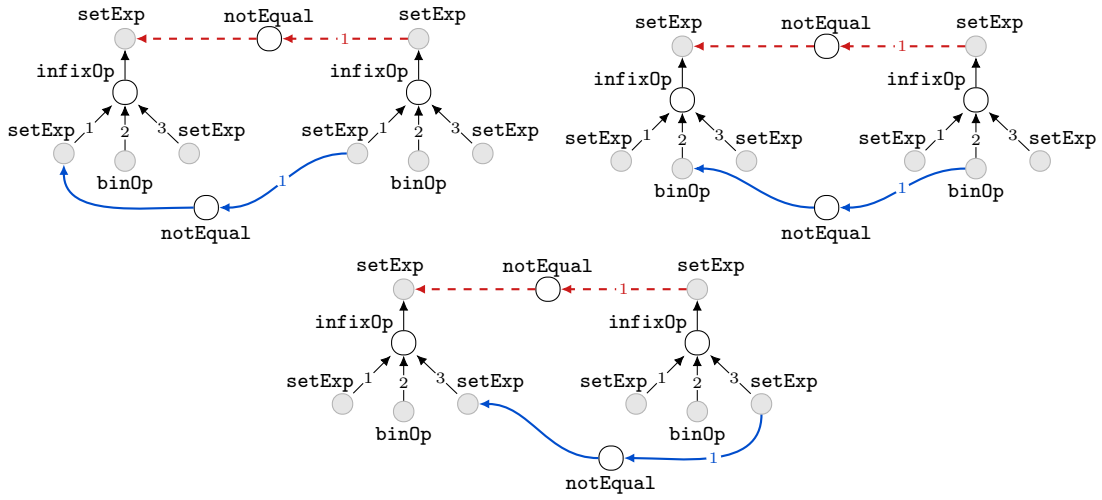 setExp notEqual setExp
1
infixOp infixOp
setExp 1 2 3 setExp setExp 1 2 3 setExp
binOp binOp
1
notEqual
setExp notEqual setExp
1
infixOp infixOp
setExp 1 2 3 setExp setExp 1 2 3 setExp
binOp binOp
1
notEqual
setExp notEqual setExp
1
infixOp infixOp
setExp 1 2 3 setExp setExp 1 2 3 setExp
binOp binOp
1
notEqual